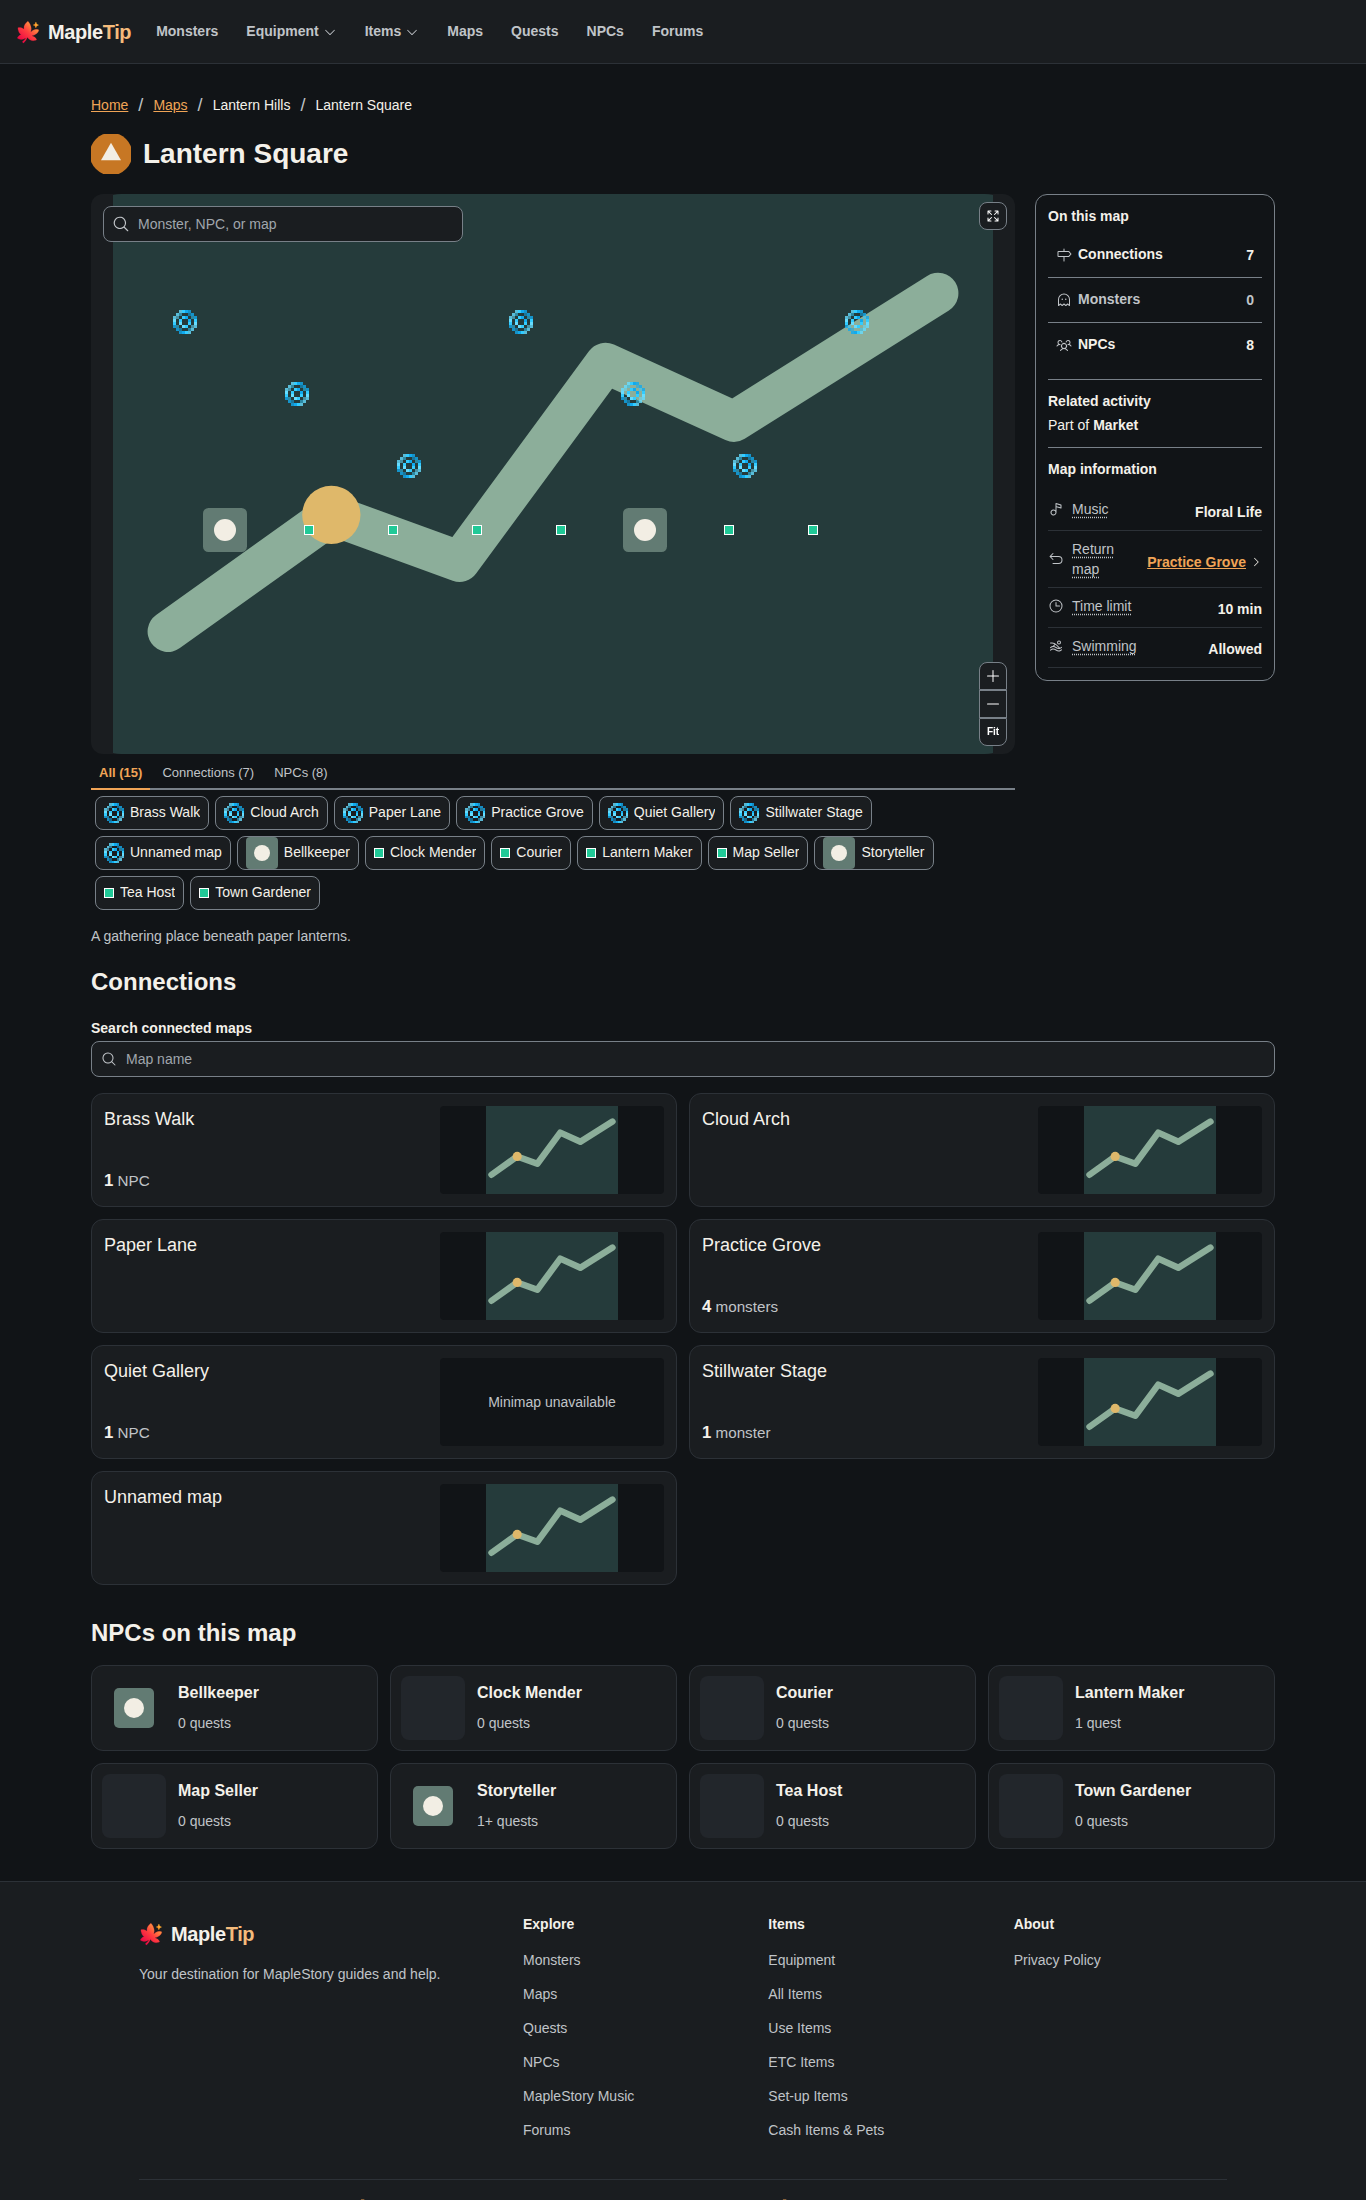 MapleTip Monsters Equipment Items Maps Quests NPCs Forums
Home / Maps / Lantern Hills / Lantern Square
Lantern Square
Monster, NPC, or map
Fit
On this map
Connections 7
Monsters 0
NPCs 8
Related activity
Part of Market
Map information
Music Floral Life
Return map Practice Grove
Time limit 10 min
Swimming Allowed
All (15) Connections (7) NPCs (8)
Brass Walk Cloud Arch Paper Lane Practice Grove Quiet Gallery Stillwater Stage
Unnamed map Bellkeeper Clock Mender Courier Lantern Maker Map Seller Storyteller
Tea Host Town Gardener
A gathering place beneath paper lanterns.
Connections
Search connected maps
Map name
Brass Walk
1 NPC
Cloud Arch
Paper Lane
Practice Grove
4 monsters
Quiet Gallery
1 NPC
Minimap unavailable
Stillwater Stage
1 monster
Unnamed map
NPCs on this map
Bellkeeper
0 quests
Clock Mender
0 quests
Courier
0 quests
Lantern Maker
1 quest
Map Seller
0 quests
Storyteller
1+ quests
Tea Host
0 quests
Town Gardener
0 quests
MapleTip
Your destination for MapleStory guides and help.
Explore
Monsters
Maps
Quests
NPCs
MapleStory Music
Forums
Items
Equipment
All Items
Use Items
ETC Items
Set-up Items
Cash Items & Pets
About
Privacy Policy